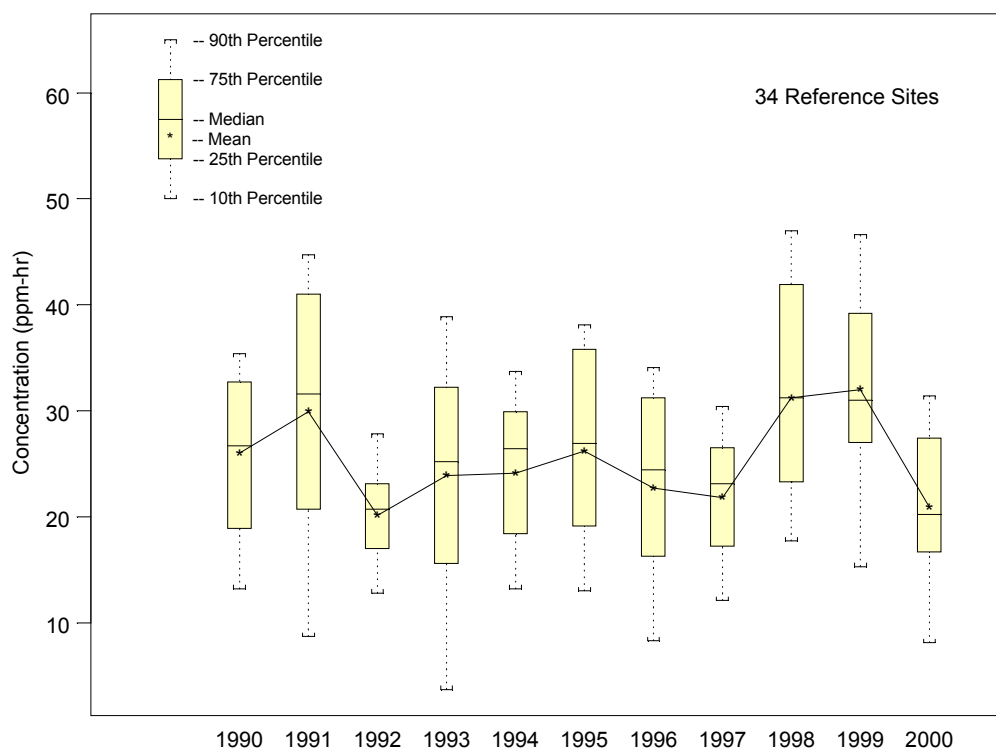 -- 90th Percentile
-- 75th Percentile
34 Reference Sites
-- Median
-- Mean
-- 25th Percentile
-- 10th Percentile
Concentration (ppm-hr)
60
50
40
30
20
10
1990 1991 1992 1993 1994 1995 1996 1997 1998 1999 2000